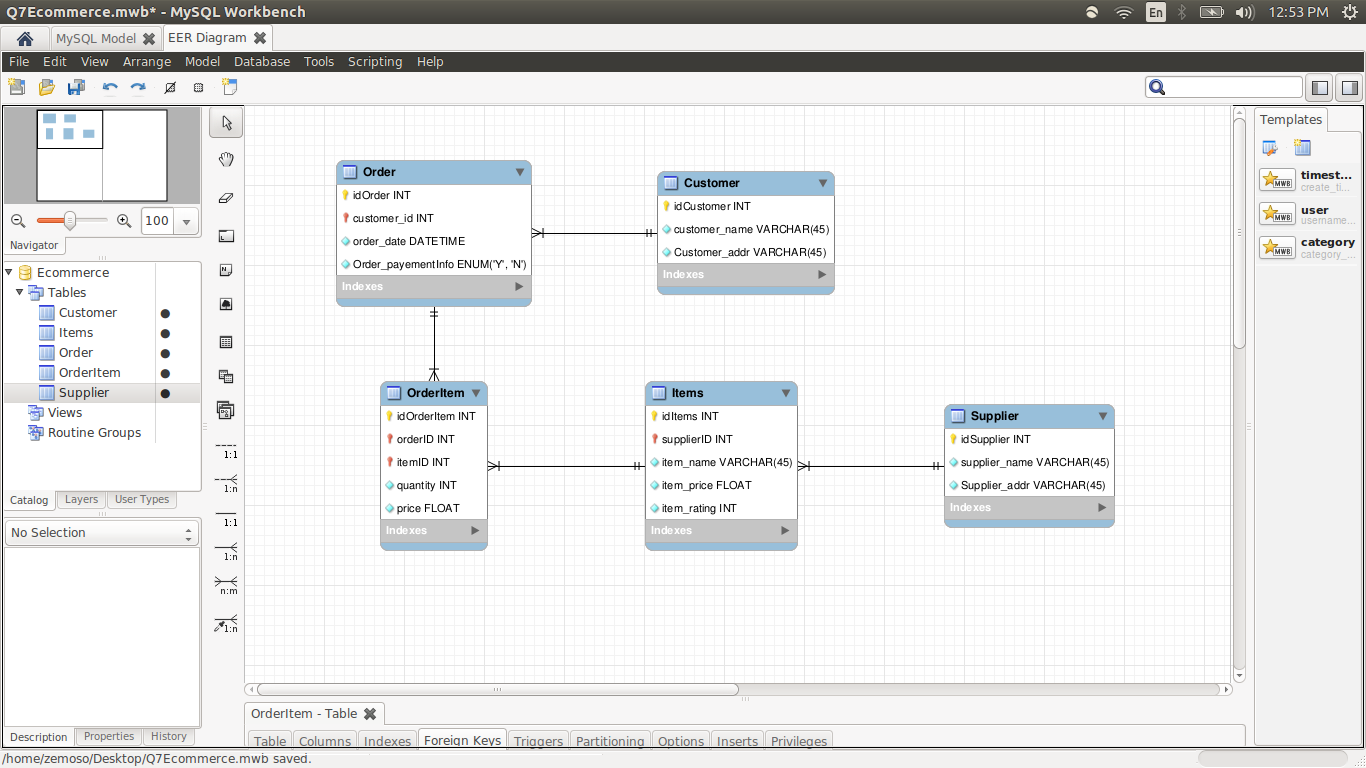 Q7Ecommerce.mwb* - MySQL Workbench
En
12:53 PM
MySQL Model
EER Diagram
File Edit View Arrange Model Database Tools Scripting Help
100
Navigator
Ecommerce
Tables
Customer
Items
Order
OrderItem
Supplier
Views
Routine Groups
Catalog Layers User Types
No Selection
Description Properties History
1:1
1:n
1:1
1:n
n:m
1:n
Order
idOrder INT
customer_id INT
order_date DATETIME
Order_payementInfo ENUM('Y', 'N')
Indexes
Customer
idCustomer INT
customer_name VARCHAR(45)
Customer_addr VARCHAR(45)
Indexes
OrderItem
idOrderItem INT
orderID INT
itemID INT
quantity INT
price FLOAT
Indexes
Items
idItems INT
supplierID INT
item_name VARCHAR(45)
item_price FLOAT
item_rating INT
Indexes
Supplier
idSupplier INT
supplier_name VARCHAR(45)
Supplier_addr VARCHAR(45)
Indexes
Templates
MWB
timest...
create_ti...
MWB
user
username...
MWB
category
category_...
OrderItem - Table
Table Columns Indexes Foreign Keys Triggers Partitioning Options Inserts Privileges
/home/zemoso/Desktop/Q7Ecommerce.mwb saved.